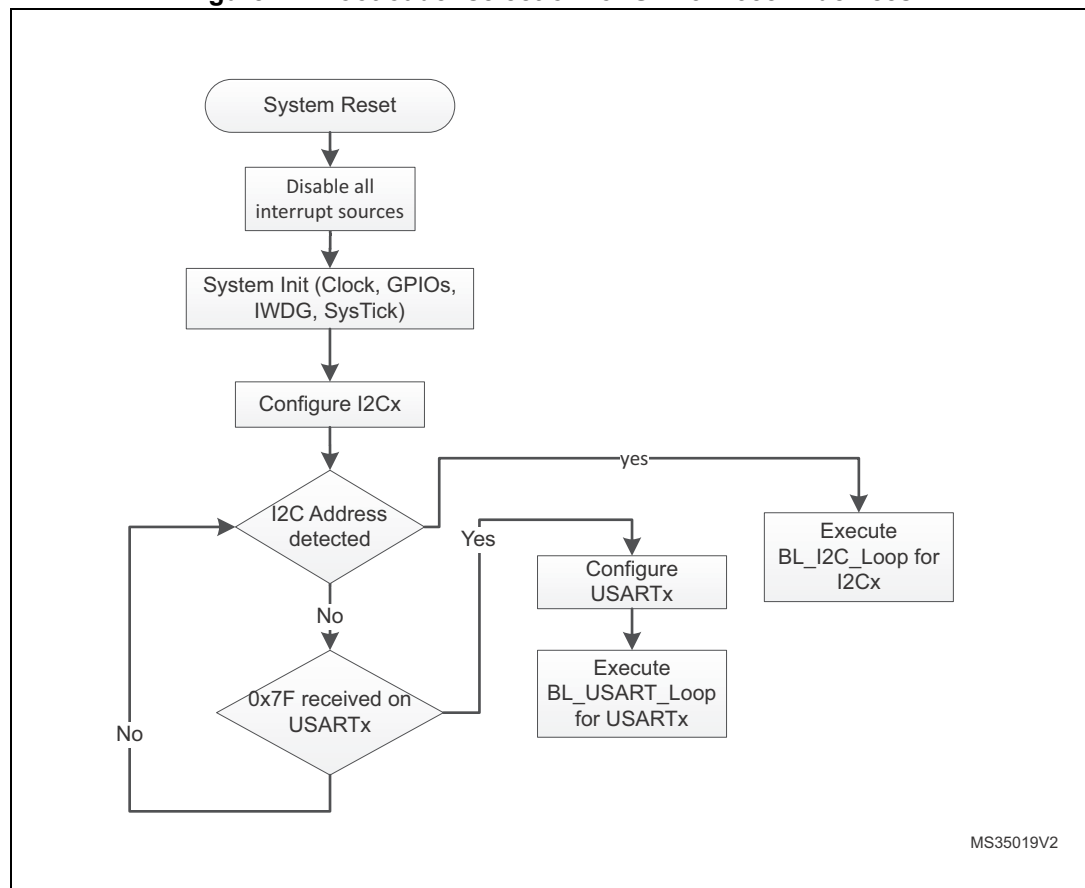 System Reset
Disable all
interrupt sources
System Init (Clock, GPIOs,
IWDG, SysTick)
Configure I2Cx
yes
I2C Address
detected
Yes
Execute
BL_I2C_Loop for
I2Cx
Configure
USARTx
No
Execute
BL_USART_Loop
for USARTx
0x7F received on
USARTx
No
MS35019V2